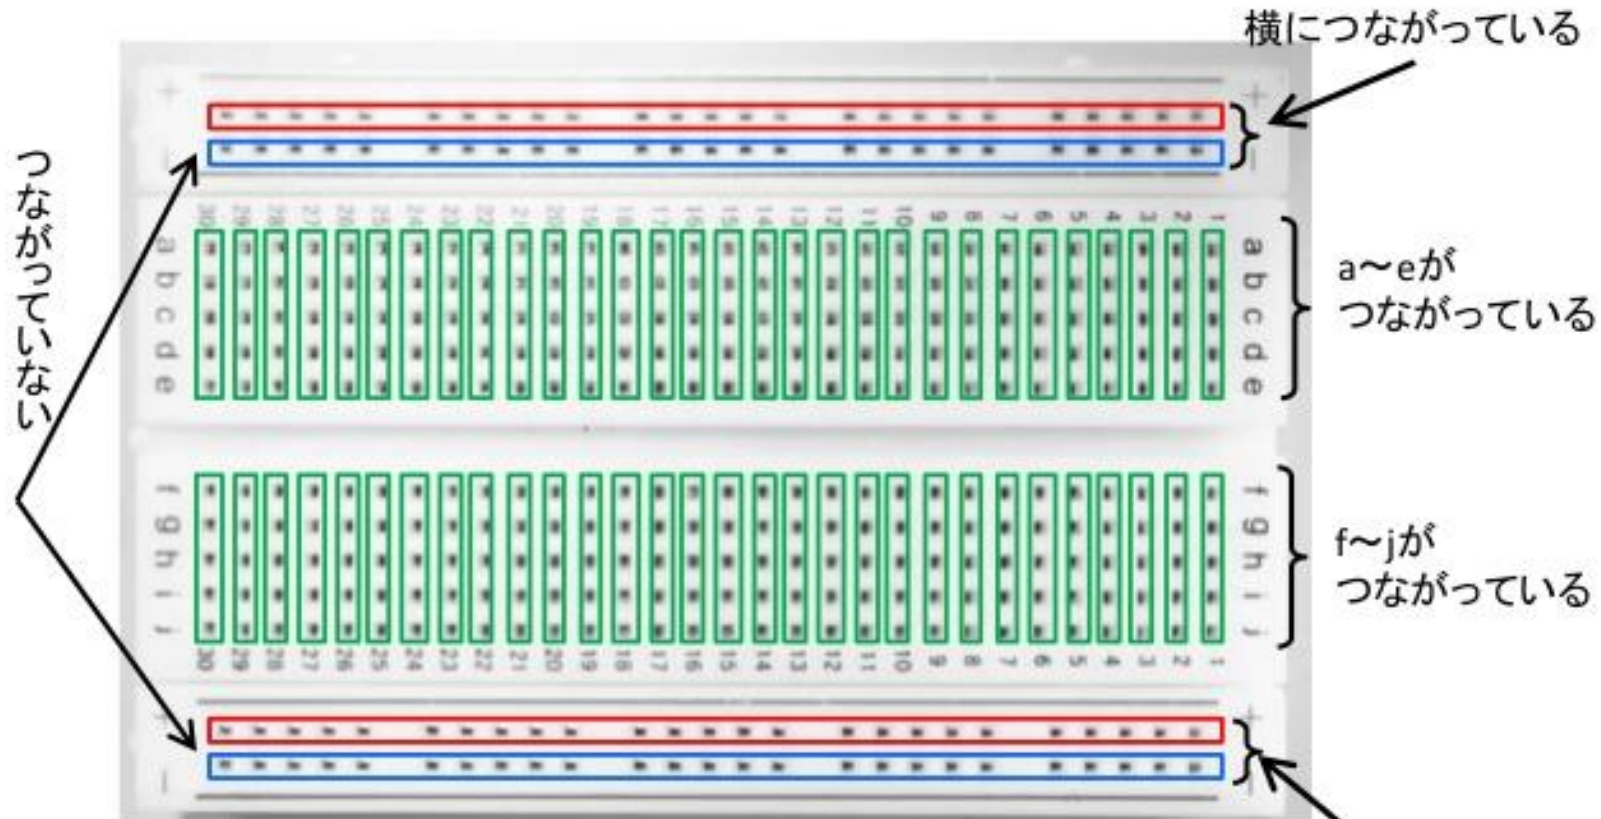 横につながっている
つながっていない
+ +
- -
30 29 28 27 26 25 24 23 22 21 20 19 18 17 16 15 14 13 12 11 10 9 8 7 6 5 4 3 2 1
a a
b b
c c
d d
e e
a～eが
つながっている
f f
g g
h h
i i
j j
f～jが
つながっている
30 29 28 27 26 25 24 23 22 21 20 19 18 17 16 15 14 13 12 11 10 9 8 7 6 5 4 3 2 1
+ +
- -